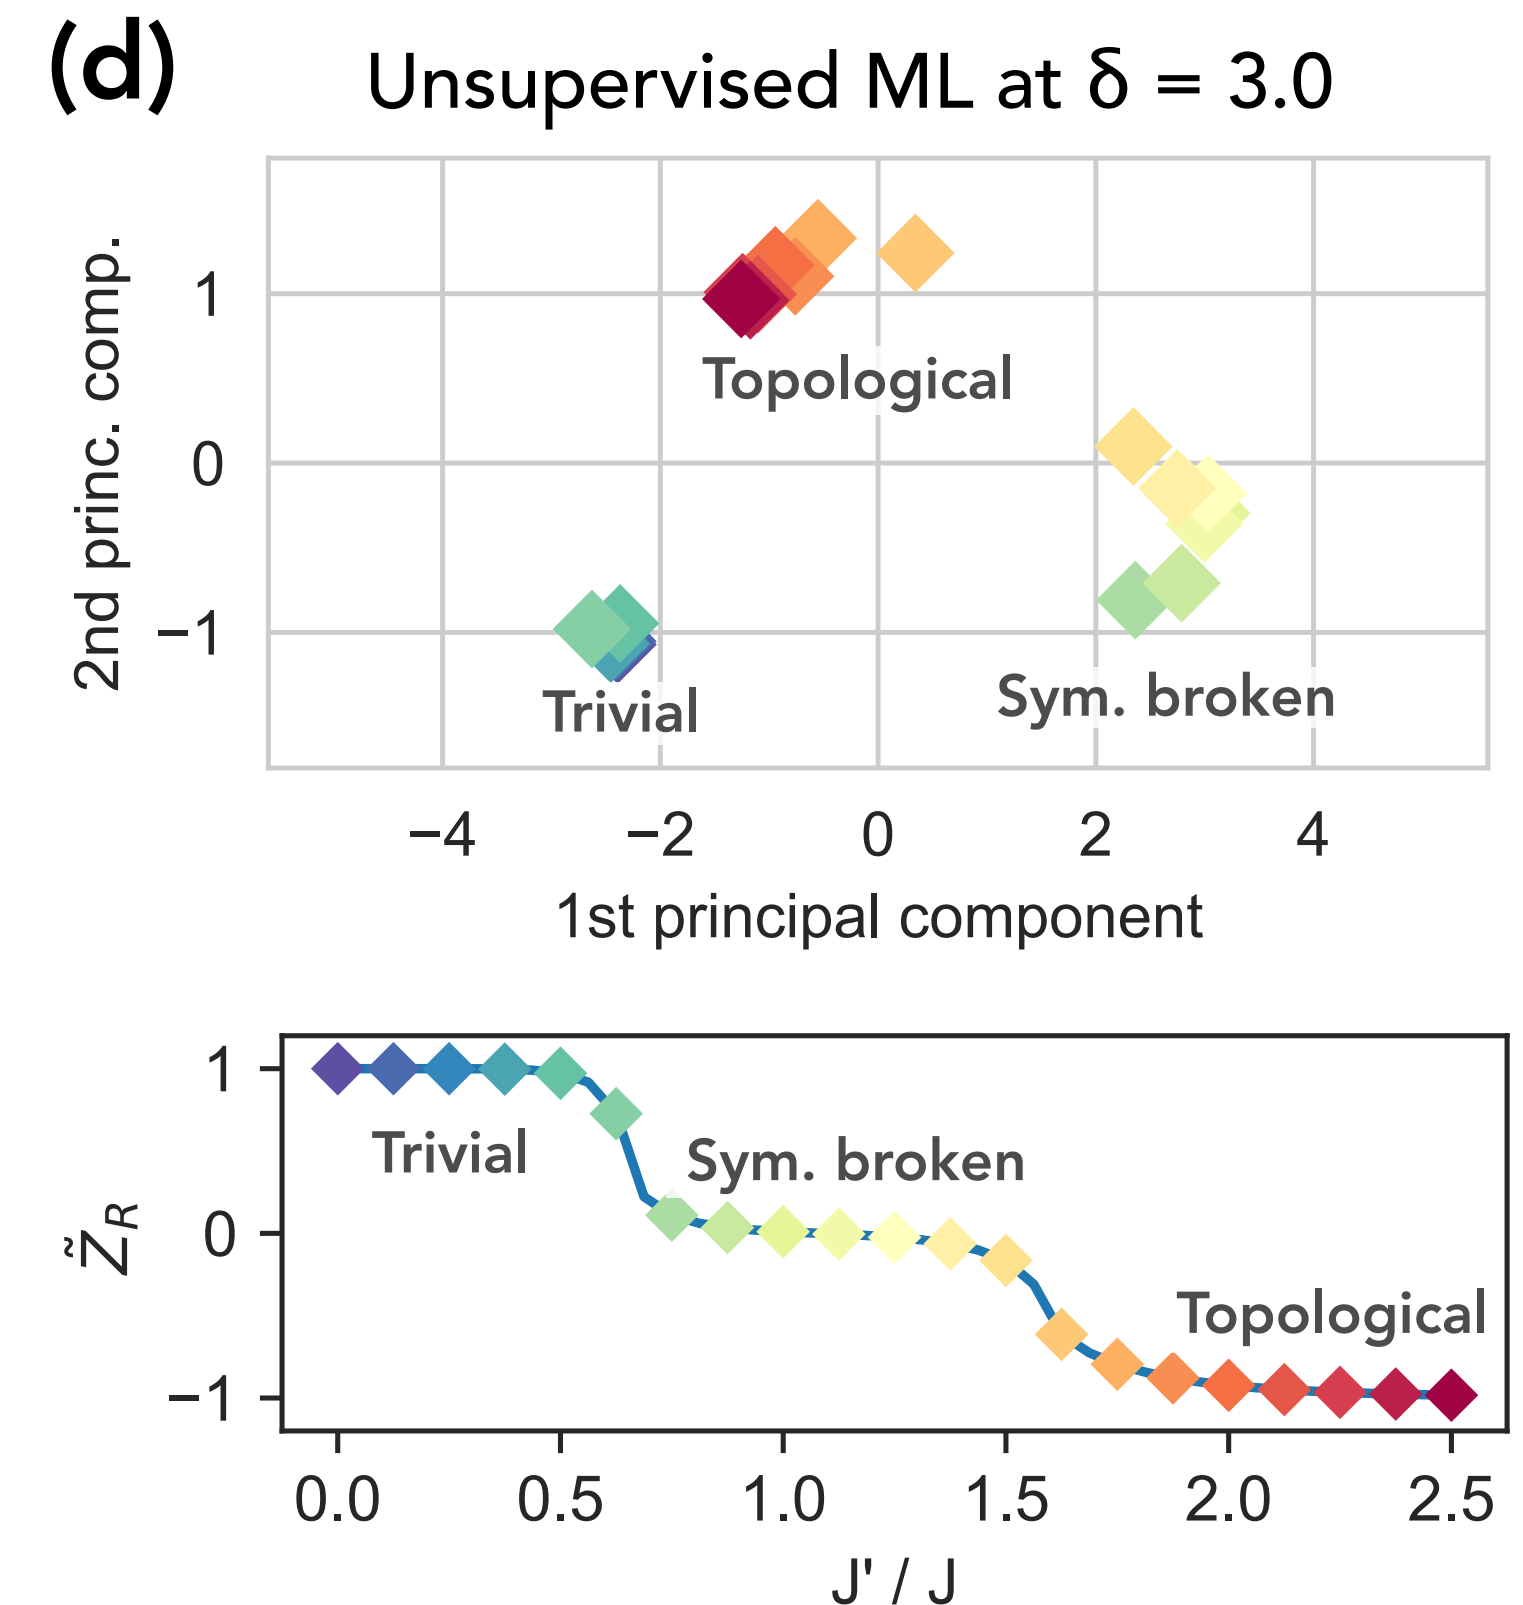 (d)
Unsupervised ML at δ = 3.0
2nd princ. comp.
1
0
−1
Topological
Trivial
Sym. broken
−4 −2 0 2 4
1st principal component
Z̃_R
1
0
−1
Trivial
Sym. broken
Topological
0.0 0.5 1.0 1.5 2.0 2.5
J' / J